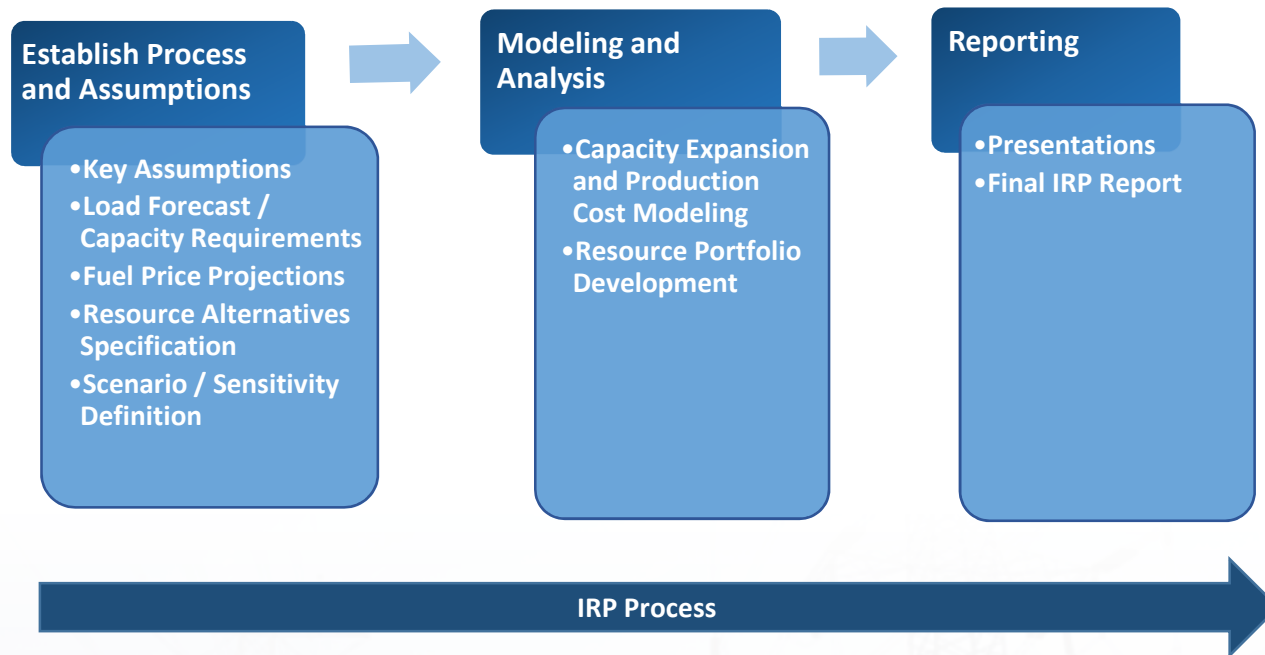 Establish Process
and Assumptions
•Key Assumptions
•Load Forecast /
Capacity Requirements
•Fuel Price Projections
•Resource Alternatives
Specification
•Scenario / Sensitivity
Definition
Modeling and
Analysis
•Capacity Expansion
and Production
Cost Modeling
•Resource Portfolio
Development
Reporting
•Presentations
•Final IRP Report
IRP Process